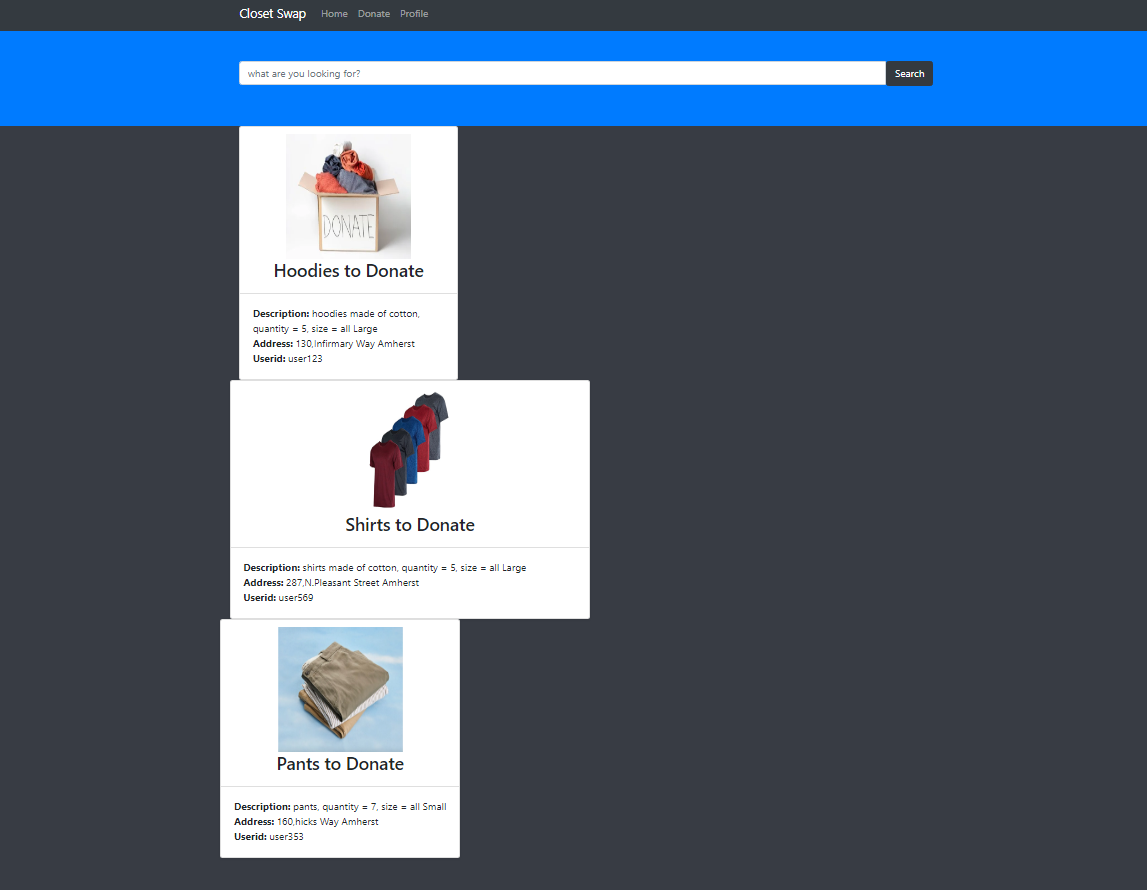 Closet Swap Home Donate Profile
what are you looking for? Search
DONATE
Hoodies to Donate
Description: hoodies made of cotton,
quantity = 5, size = all Large
Address: 130,Infirmary Way Amherst
Userid: user123
Shirts to Donate
Description: shirts made of cotton, quantity = 5, size = all Large
Address: 287,N.Pleasant Street Amherst
Userid: user569
Pants to Donate
Description: pants, quantity = 7, size = all Small
Address: 160,hicks Way Amherst
Userid: user353